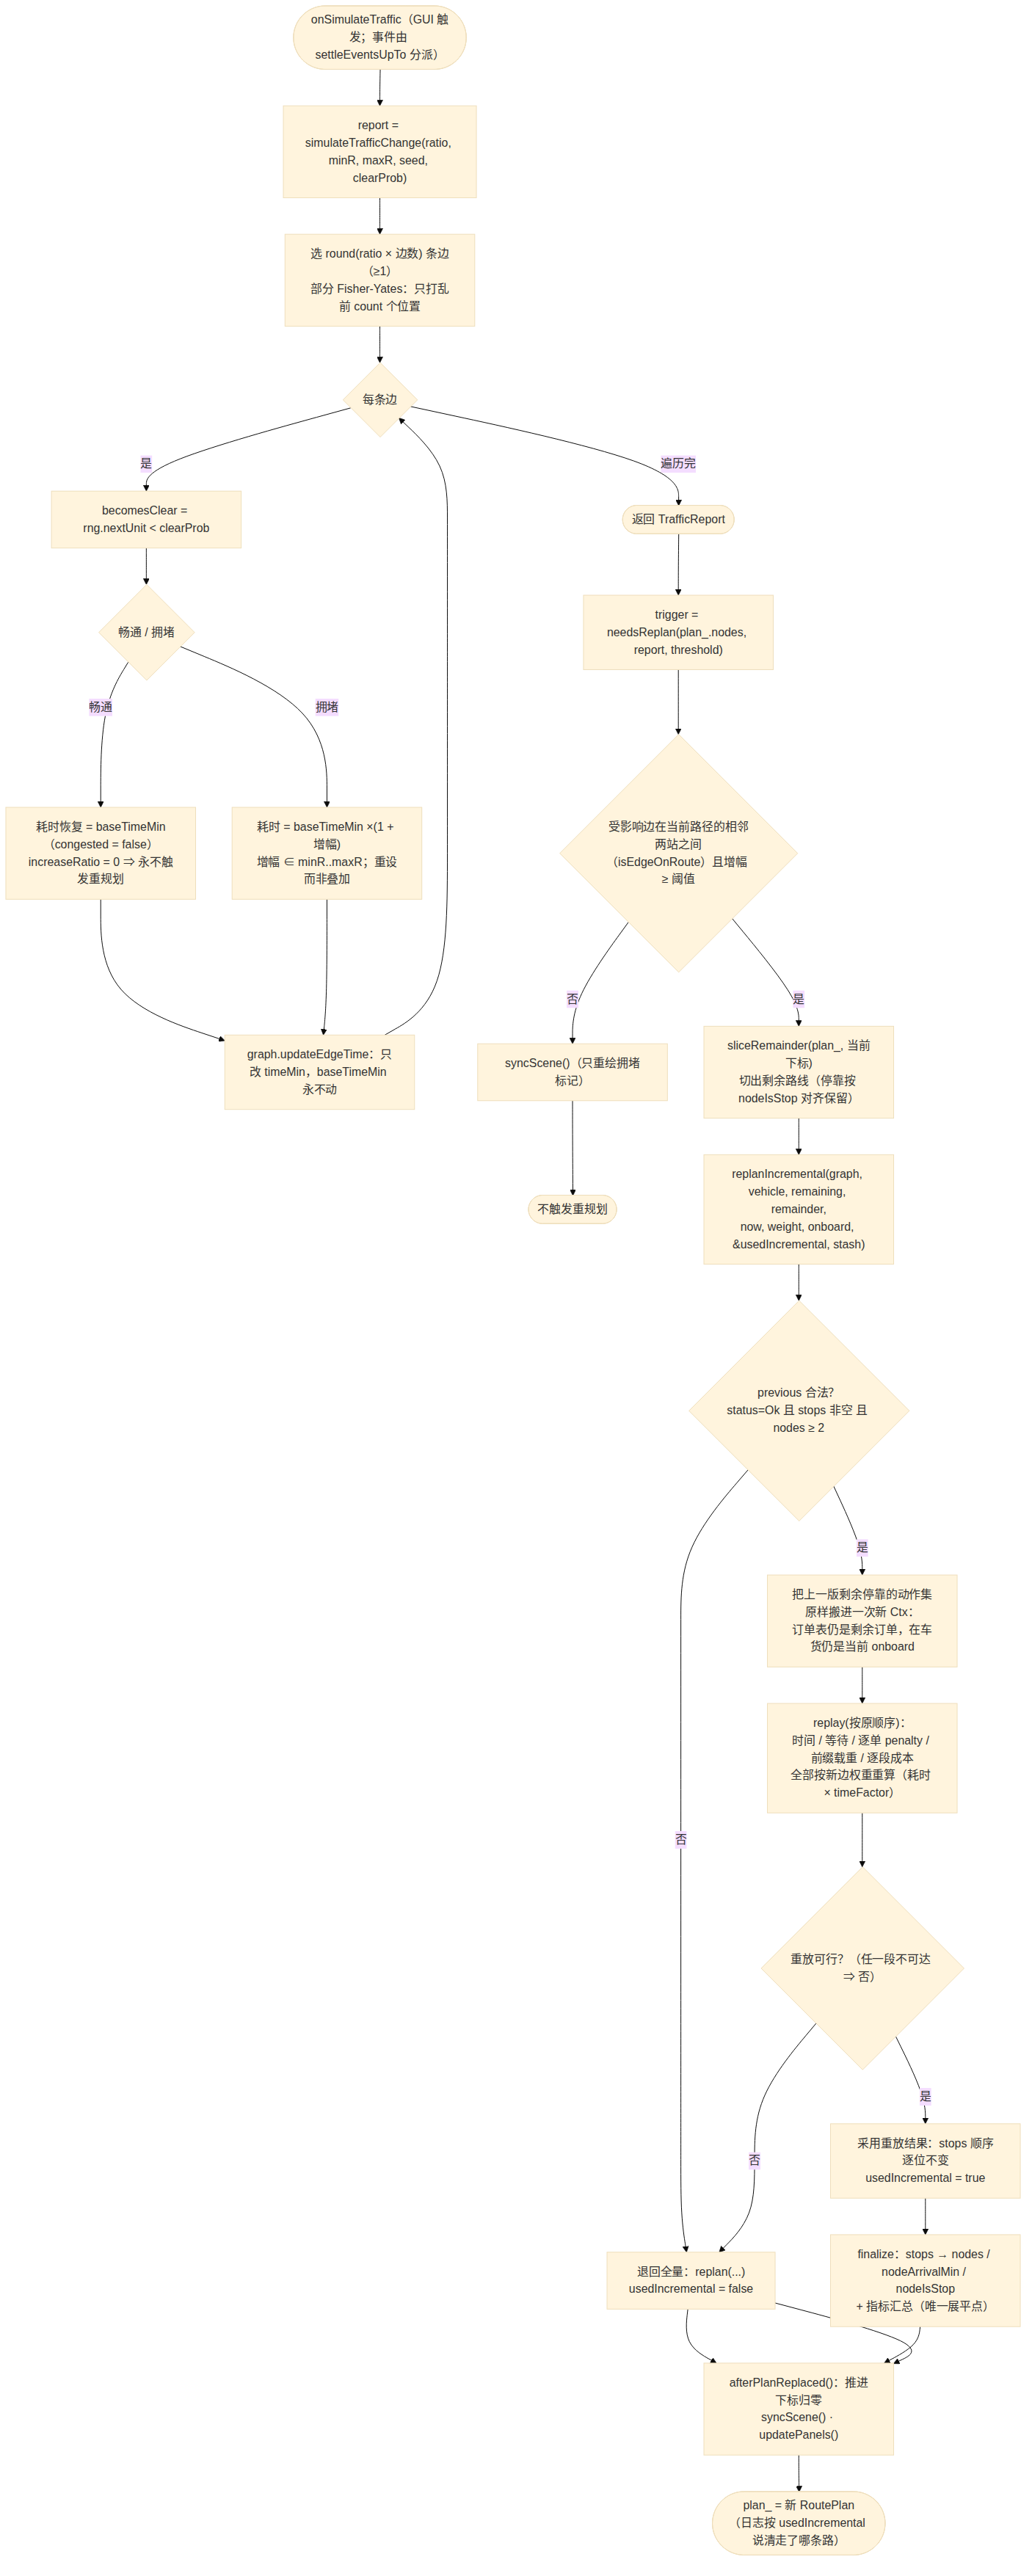 onSimulateTraffic（GUI 触
发；事件由
settleEventsUpTo 分派）
report =
simulateTrafficChange(ratio,
minR, maxR, seed,
clearProb)
选 round(ratio × 边数) 条边
（≥1）
部分 Fisher-Yates：只打乱
前 count 个位置
每条边
是
遍历完
becomesClear =
rng.nextUnit < clearProb
返回 TrafficReport
畅通 / 拥堵
trigger =
needsReplan(plan_.nodes,
report, threshold)
畅通
拥堵
耗时恢复 = baseTimeMin
（congested = false）
increaseRatio = 0 ⇒ 永不触
发重规划
耗时 = baseTimeMin ×(1 +
增幅)
增幅 ∈ minR..maxR；重设
而非叠加
受影响边在当前路径的相邻
两站之间
（isEdgeOnRoute）且增幅
≥ 阈值
否
是
graph.updateEdgeTime：只
改 timeMin，baseTimeMin
永不动
syncScene()（只重绘拥堵
标记）
sliceRemainder(plan_, 当前
下标)
切出剩余路线（停靠按
nodeIsStop 对齐保留）
不触发重规划
replanIncremental(graph,
vehicle, remaining,
remainder,
now, weight, onboard,
&usedIncremental, stash)
previous 合法？
status=Ok 且 stops 非空 且
nodes ≥ 2
是
把上一版剩余停靠的动作集
原样搬进一次新 Ctx：
订单表仍是剩余订单，在车
货仍是当前 onboard
replay(按原顺序)：
时间 / 等待 / 逐单 penalty /
前缀载重 / 逐段成本
全部按新边权重重算（耗时
× timeFactor）
否
重放可行？（任一段不可达
⇒ 否）
是
否
采用重放结果：stops 顺序
逐位不变
usedIncremental = true
退回全量：replan(...)
usedIncremental = false
finalize：stops → nodes /
nodeArrivalMin /
nodeIsStop
+ 指标汇总（唯一展平点）
afterPlanReplaced()：推进
下标归零
syncScene() ·
updatePanels()
plan_ = 新 RoutePlan
（日志按 usedIncremental
说清走了哪条路）